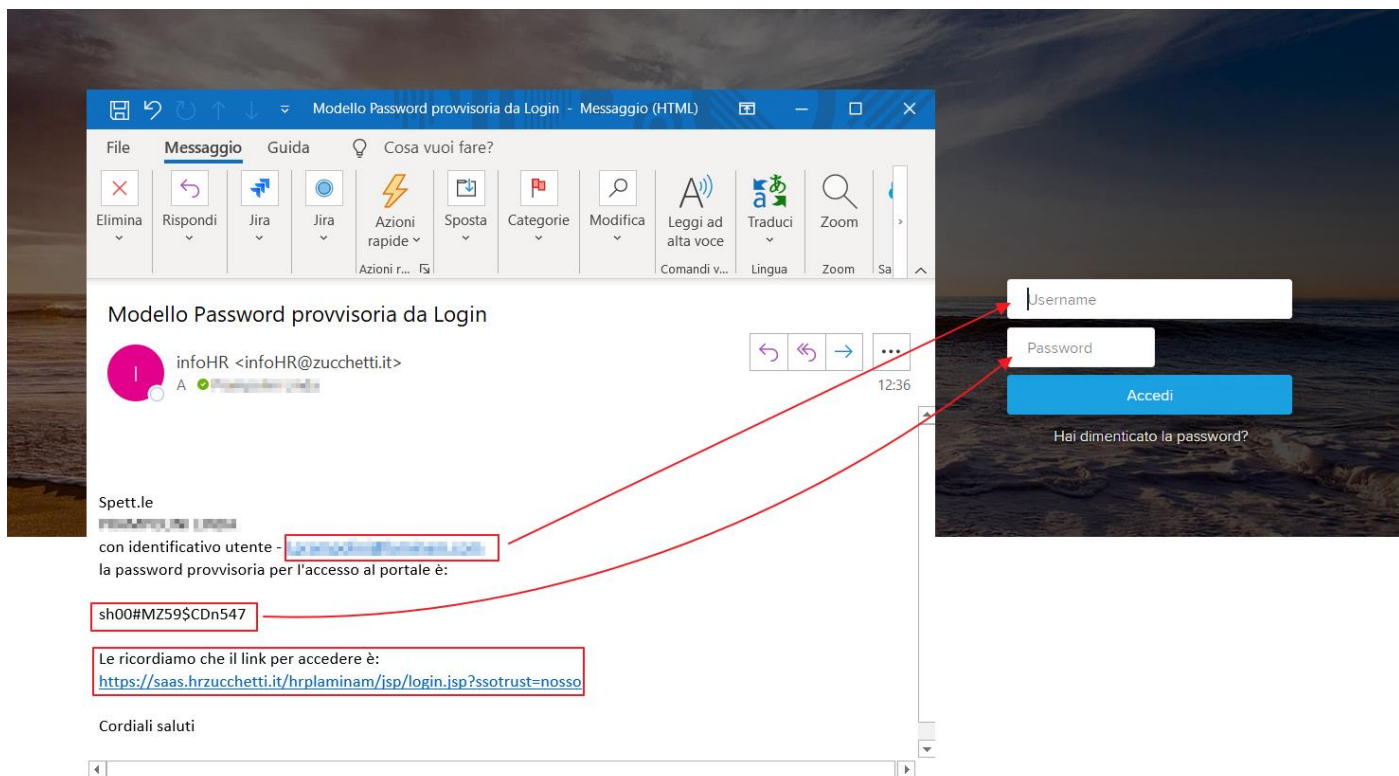 Modello Password provvisoria da Login - Messaggio (HTML)
File Messaggio Guida Cosa vuoi fare?
Elimina Rispondi Jira Jira Azioni rapide Sposta Categorie Modifica Leggi ad alta voce Traduci Zoom
Azioni r... Comandi v... Lingua Zoom Sa
Modello Password provvisoria da Login
I
infoHR <infoHR@zucchetti.it>
A
12:36
Spett.le
con identificativo utente -
la password provvisoria per l'accesso al portale è:
sh00#MZ59$CDn547
Le ricordiamo che il link per accedere è:
https://saas.hrzucchetti.it/hrplaminam/jsp/login.jsp?ssotrust=nosso
Cordiali saluti
Username
Password
Accedi
Hai dimenticato la password?